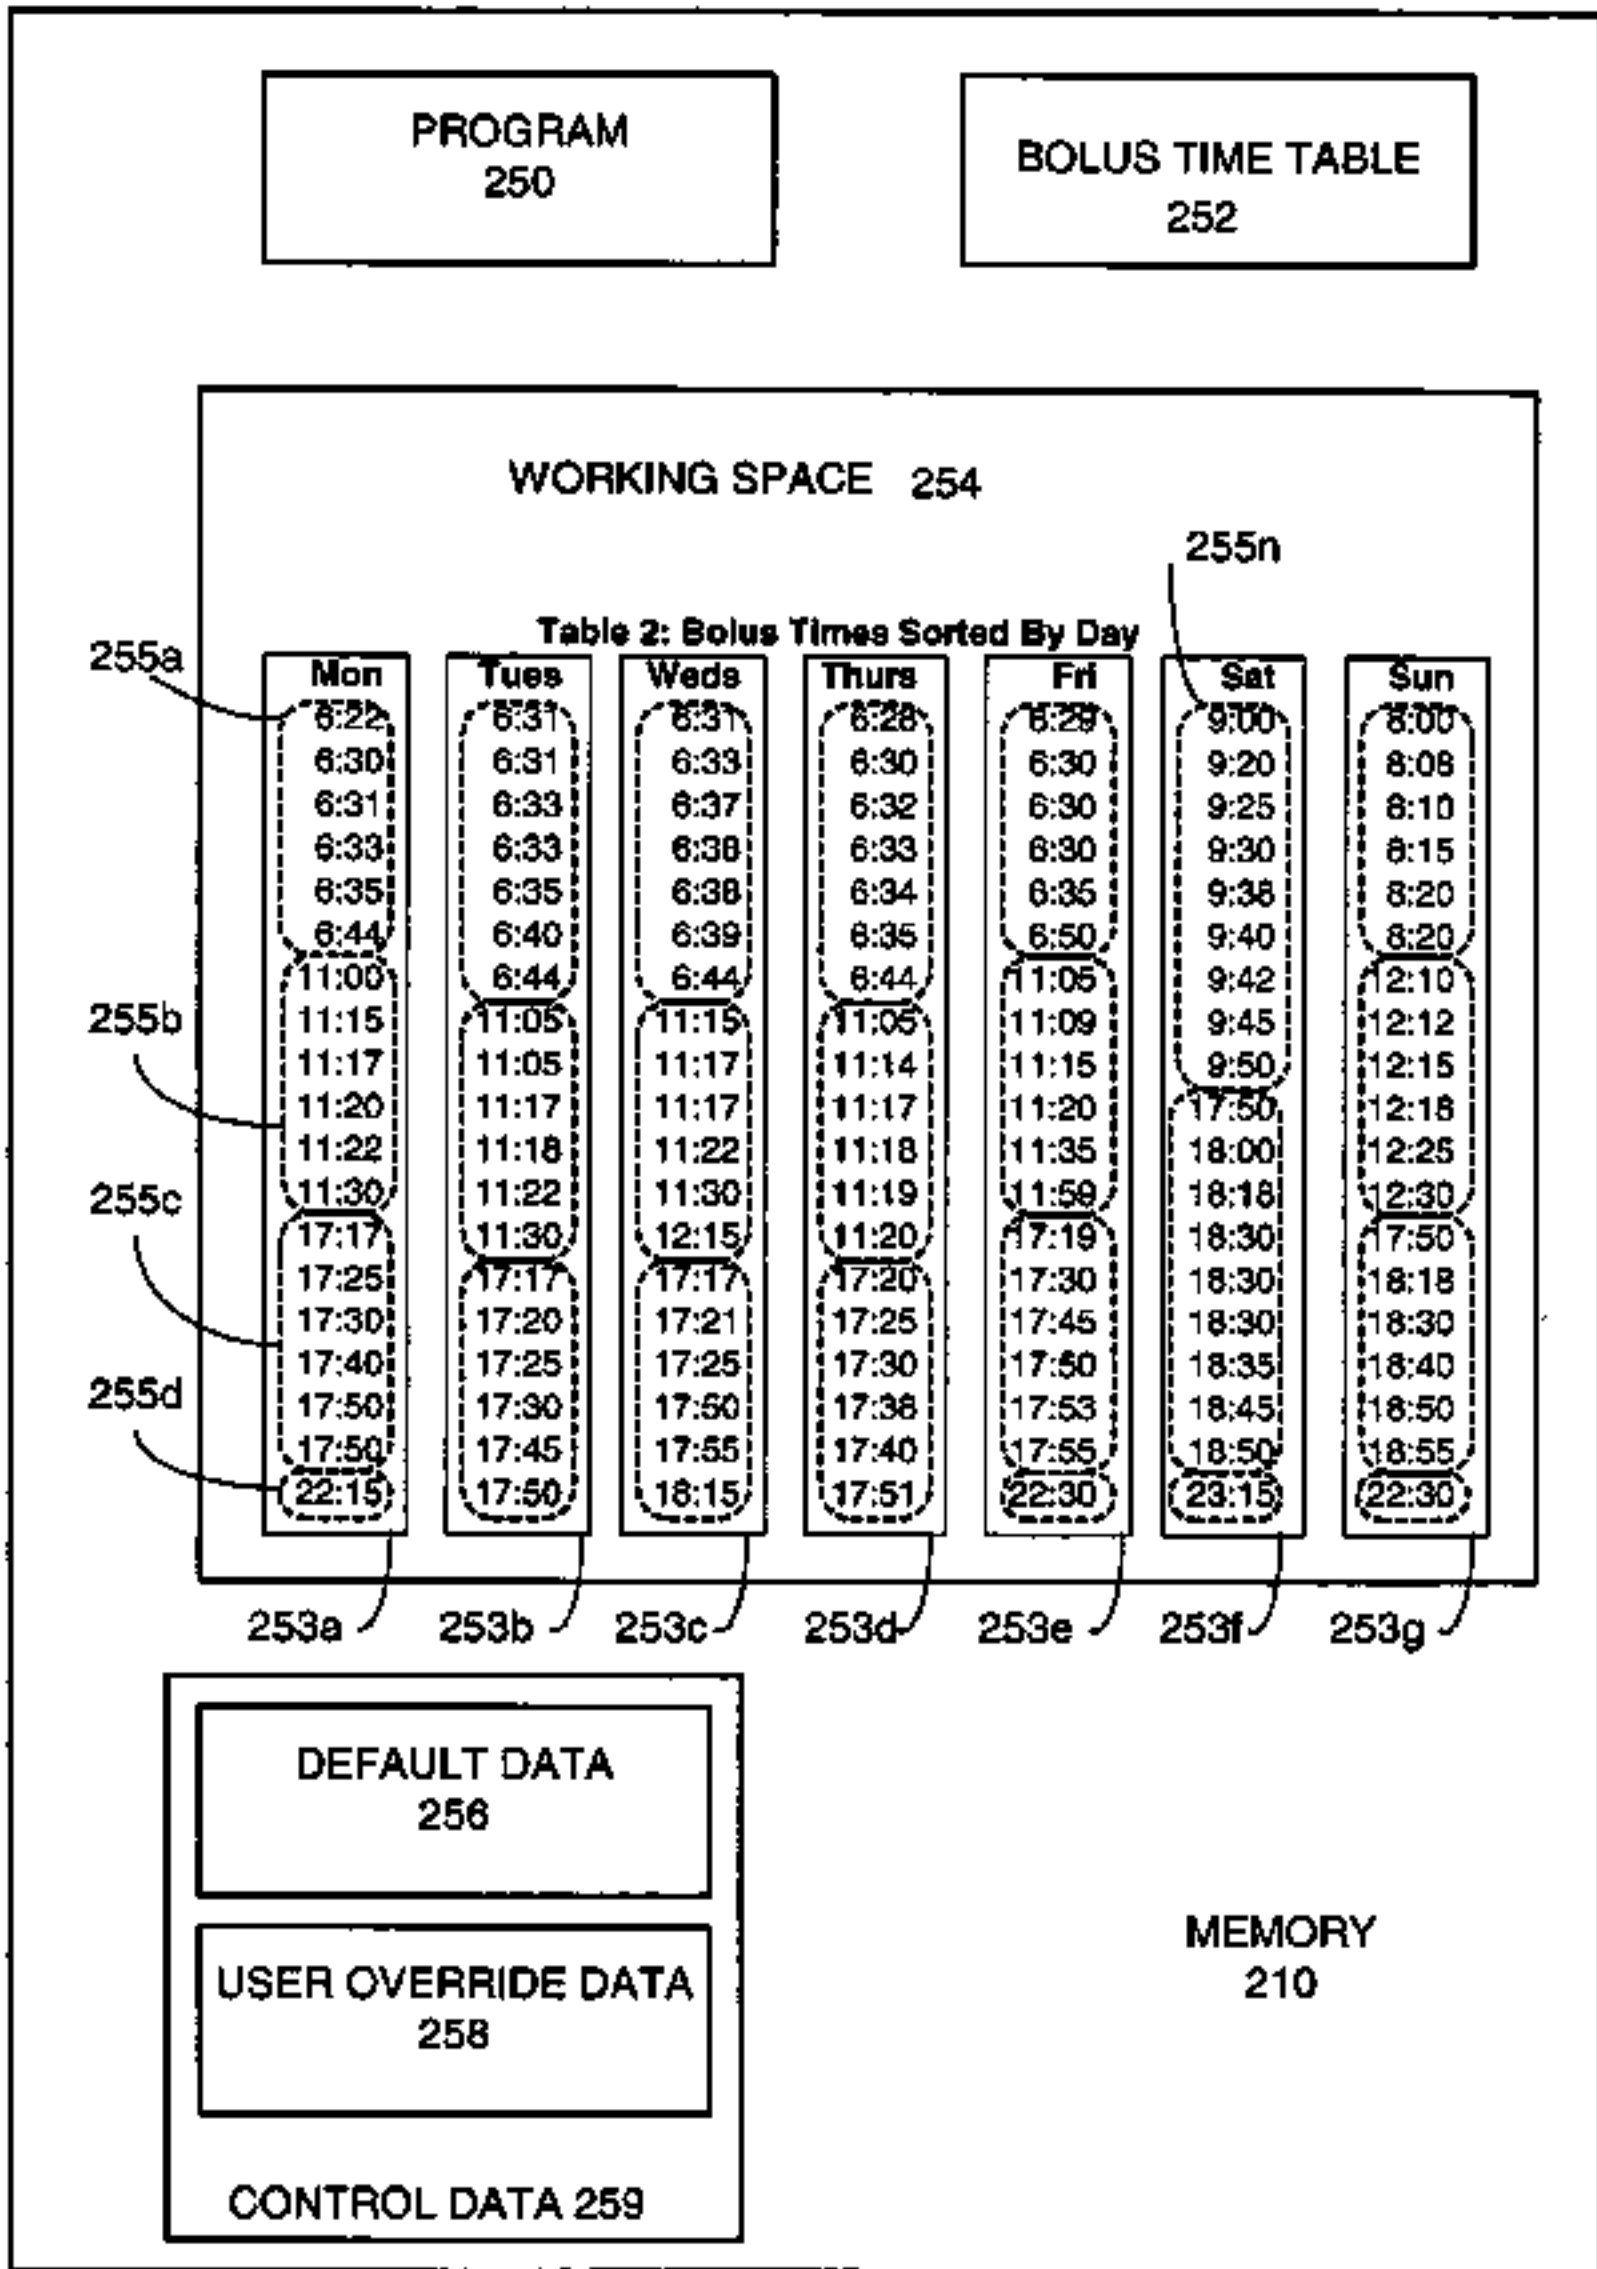 PROGRAM
250
BOLUS TIME TABLE
252
WORKING SPACE 254
255n
Table 2: Bolus Times Sorted By Day
255a
255b
255c
255d
Mon Tues Weds Thurs Fri Sat Sun
6:22 6:31 6:31 6:28 6:29 9:00 8:00
6:30 6:31 6:33 6:30 6:30 9:20 8:08
6:31 6:33 6:37 6:32 6:30 9:25 8:10
6:33 6:33 6:38 6:33 6:30 9:30 8:15
6:35 6:35 6:38 6:34 6:35 9:38 8:20
6:44 6:40 6:39 6:35 6:50 9:40 8:20
11:00 6:44 6:44 6:44 11:05 9:42 12:10
11:15 11:05 11:15 11:05 11:09 9:45 12:12
11:17 11:05 11:17 11:14 11:15 9:50 12:15
11:20 11:17 11:17 11:17 11:20 17:50 12:18
11:22 11:18 11:22 11:18 11:35 18:00 12:25
11:30 11:22 11:30 11:19 11:59 18:18 12:30
17:17 11:30 12:15 11:20 17:19 18:30 17:50
17:25 17:17 17:17 17:20 17:30 18:30 18:18
17:30 17:20 17:21 17:25 17:45 18:30 18:30
17:40 17:25 17:25 17:30 17:50 18:35 18:40
17:50 17:30 17:50 17:38 17:53 18:45 18:50
17:50 17:45 17:55 17:40 17:55 18:50 18:55
22:15 17:50 18:15 17:51 22:30 23:15 22:30
253a 253b 253c 253d 253e 253f 253g
DEFAULT DATA
256
USER OVERRIDE DATA
258
CONTROL DATA 259
MEMORY
210